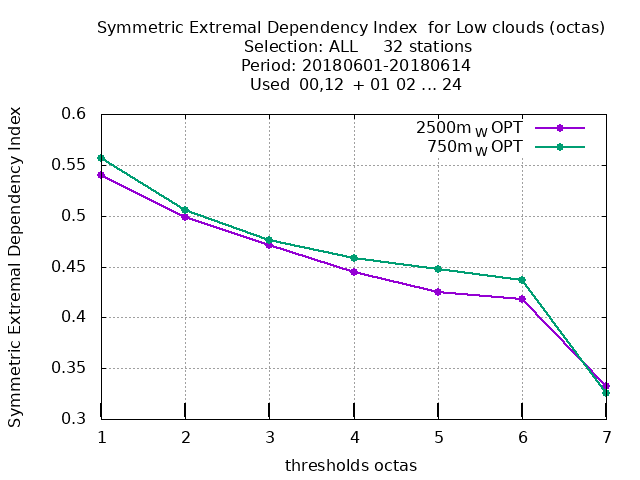 Symmetric Extremal Dependency Index  for Low clouds (octas)
Selection: ALL     32 stations
Period: 20180601-20180614
Used  00,12  + 01 02 ... 24
2500m W OPT
750m W OPT
Symmetric Extremal Dependency Index
0.6
0.55
0.5
0.45
0.4
0.35
0.3
1 2 3 4 5 6 7
thresholds octas